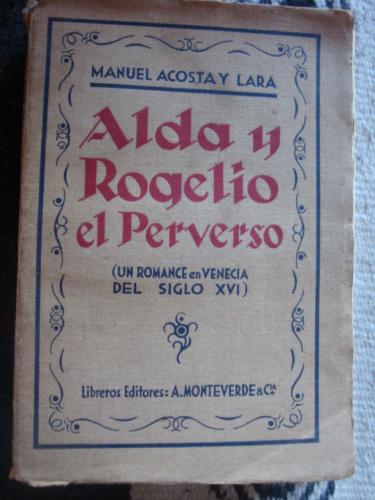 MANUEL ACOSTA Y LARA
Alda y
Rogelio
el Perverso
(UN ROMANCE en VENECIA
DEL SIGLO XVI)
Libreros Editores: A. MONTEVERDE & Cía.